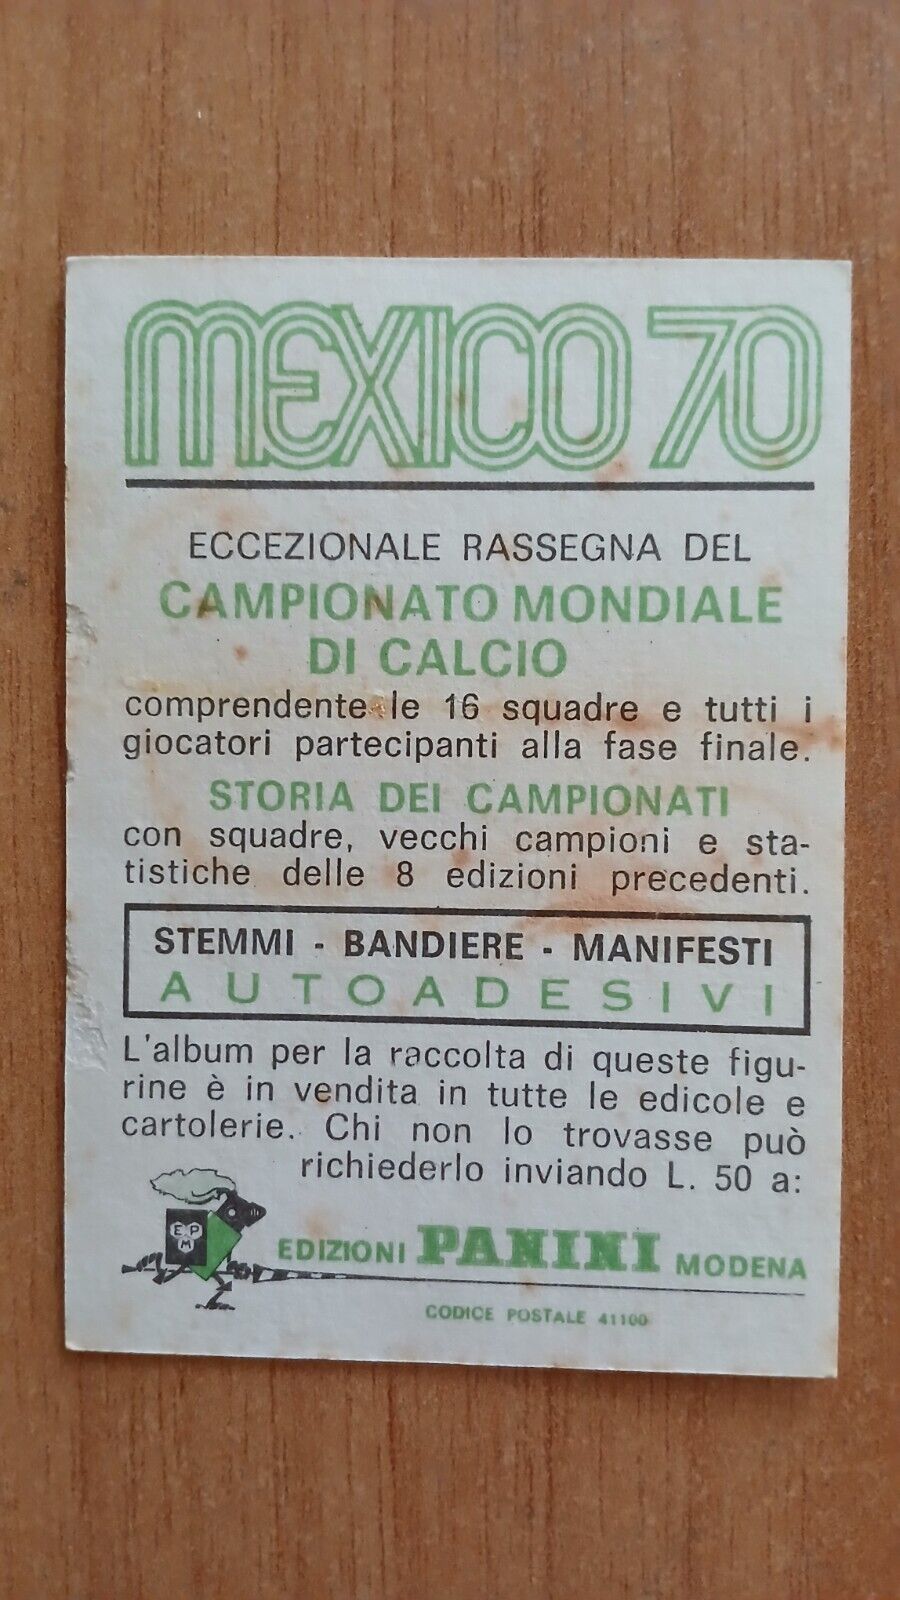 MEXICO 70
ECCEZIONALE RASSEGNA DEL
CAMPIONATO MONDIALE
DI CALCIO
comprendente le 16 squadre e tutti i
giocatori partecipanti alla fase finale.
STORIA DEI CAMPIONATI
con squadre, vecchi campioni e sta-
tistiche delle 8 edizioni precedenti.
STEMMI - BANDIERE - MANIFESTI
AUTOADESIVI
L'album per la raccolta di queste figu-
rine è in vendita in tutte le edicole e
cartolerie. Chi non lo trovasse può
richiederlo inviando L. 50 a:
EPM
EDIZIONI PANINI MODENA
CODICE POSTALE 41100